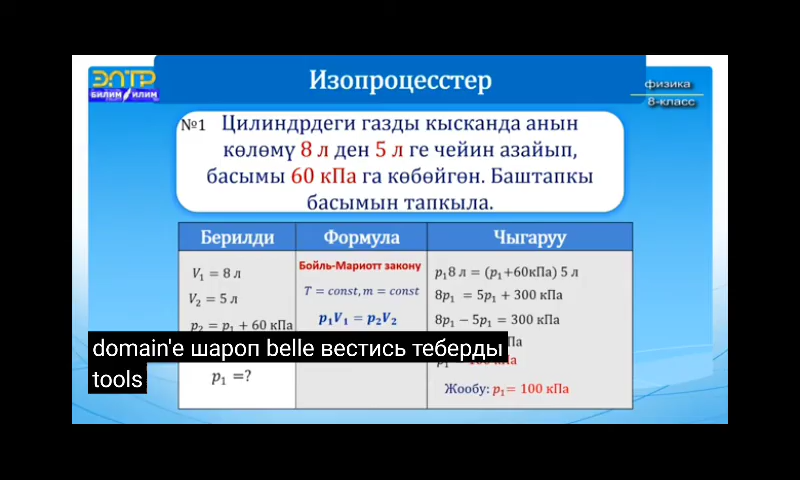 ЭЛТР
БИЛИМ ИЛИМ
Изопроцесстер
физика
8-класс
№1 Цилиндрдеги газды кысканда анын
көлөмү 8 л ден 5 л ге чейин азайып,
басымы 60 кПа га көбөйгөн. Баштапкы
басымын тапкыла.
Берилди
Формула
Чыгаруу
V₁ = 8 л
V₂ = 5 л
p₂ = p₁ + 60 кПа
p₁ =?
Бойль-Мариотт закону
T = const, m = const
p₁V₁ = p₂V₂
p₁8 л = (p₁+60кПа) 5 л
8p₁ = 5p₁ + 300 кПа
8p₁ − 5p₁ = 300 кПа
Жообу: p₁= 100 кПа
domain'e шароп belle вестись теберды
tools